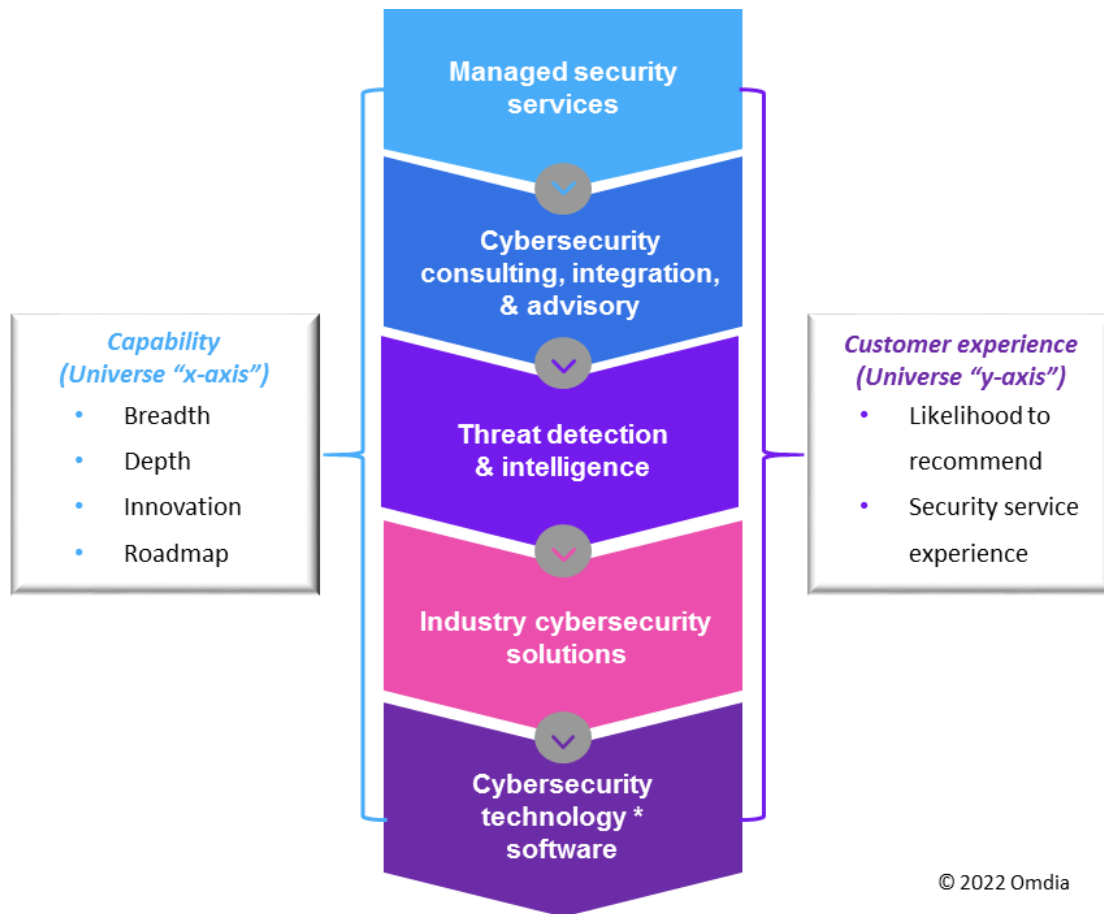 Managed security
services
Cybersecurity
consulting, integration,
& advisory
Capability
(Universe “x-axis”)
• Breadth
• Depth
• Innovation
• Roadmap
Customer experience
(Universe “y-axis”)
• Likelihood to
recommend
• Security service
experience
Threat detection
& intelligence
Industry cybersecurity
solutions
Cybersecurity
technology *
software
© 2022 Omdia